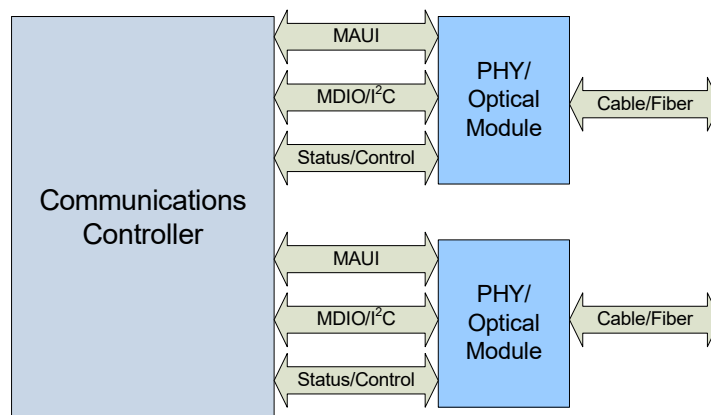 MAUI
MDIO/I²C
Status/Control
PHY/
Optical
Module
Cable/Fiber
Communications
Controller
MAUI
MDIO/I²C
Status/Control
PHY/
Optical
Module
Cable/Fiber